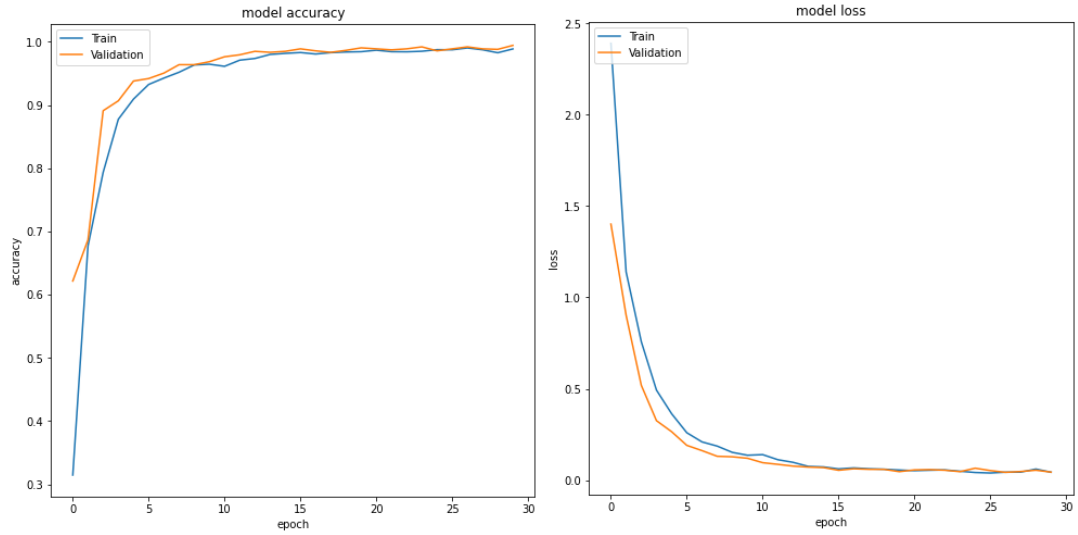 model accuracy
Train
Validation
1.0
0.9
0.8
0.7
0.6
0.5
0.4
0.3
accuracy
0 5 10 15 20 25 30
epoch
model loss
Train
Validation
2.5
2.0
1.5
1.0
0.5
0.0
loss
0 5 10 15 20 25 30
epoch